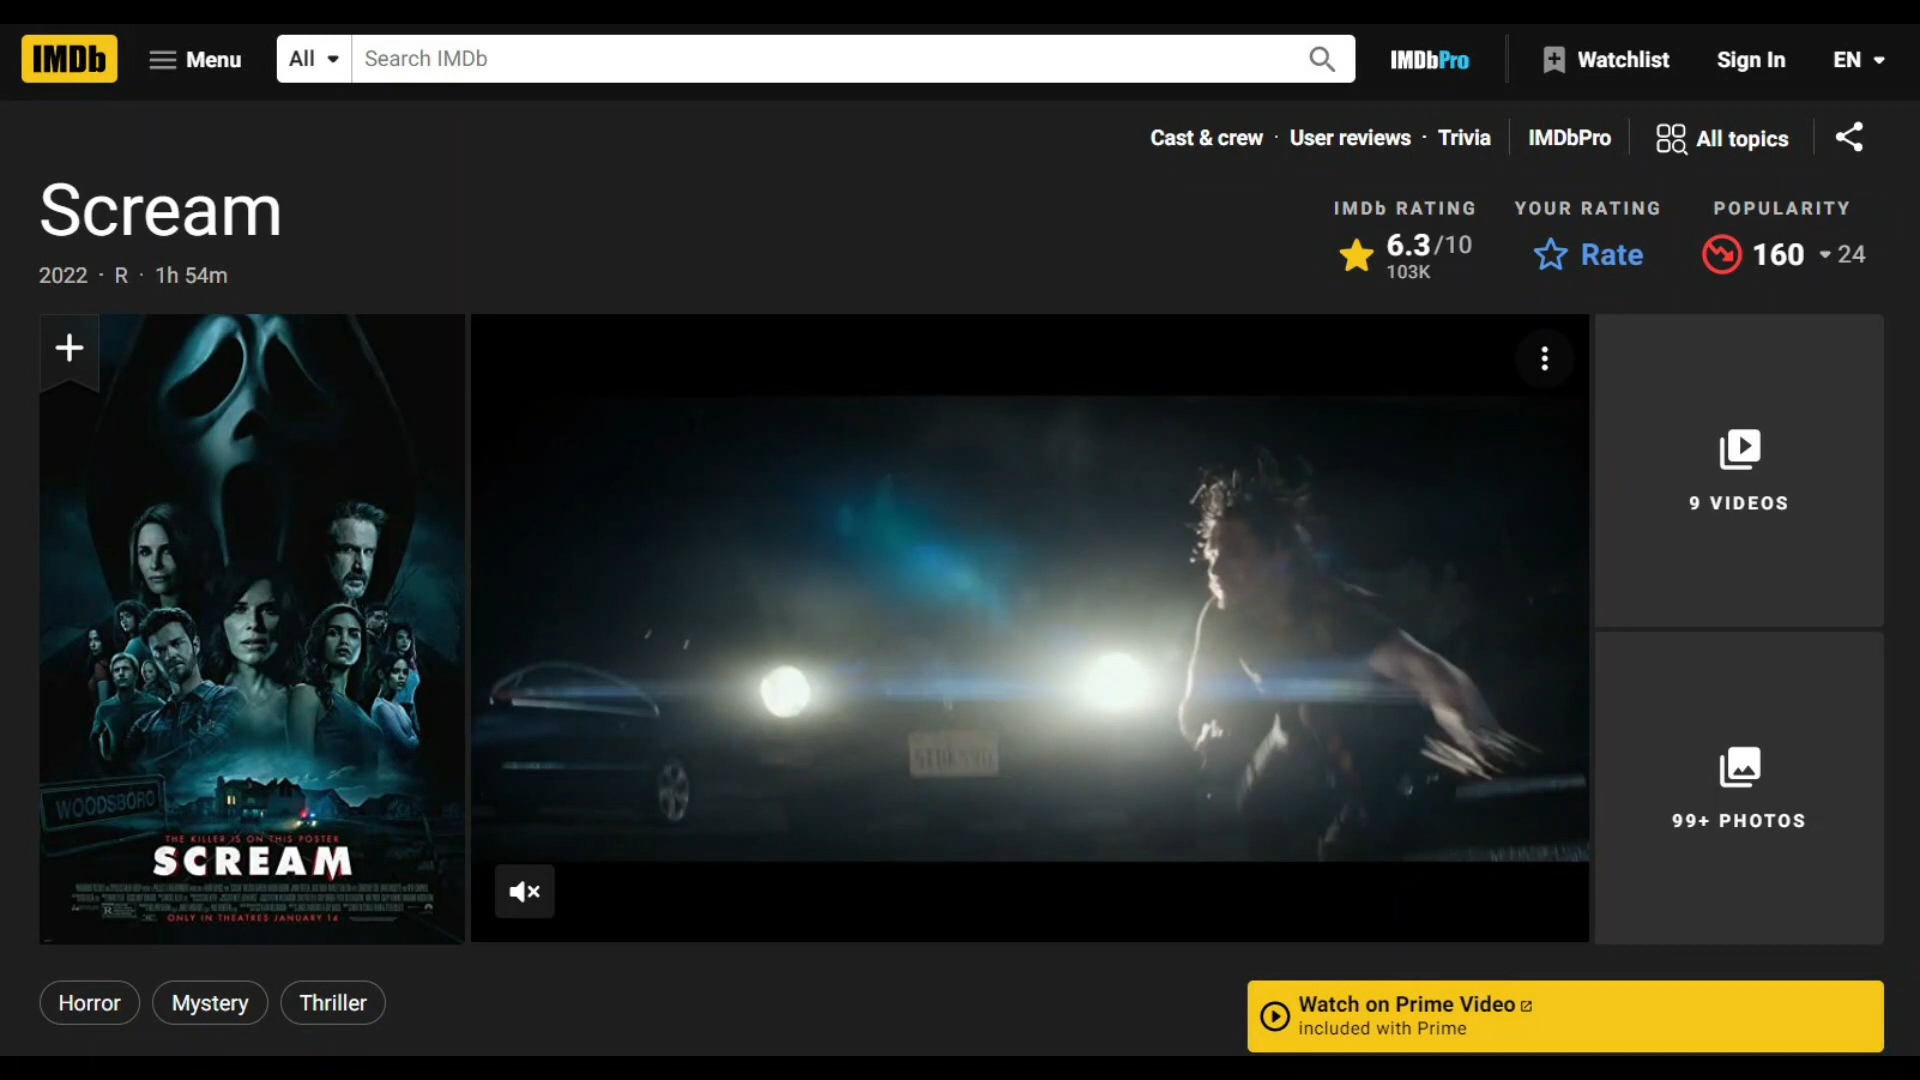 IMDb
Menu
All
Search IMDb
IMDbPro
Watchlist
Sign In
EN
Cast & crew · User reviews · Trivia
IMDbPro
All topics
Scream
2022 · R · 1h 54m
IMDb RATING
6.3/10
103K
YOUR RATING
Rate
POPULARITY
160
24
WOODSBORO
THE KILLER IS ON THIS POSTER
SCREAM
R
ONLY IN THEATRES JANUARY 14
9 VIDEOS
99+ PHOTOS
Horror
Mystery
Thriller
Watch on Prime Video
included with Prime